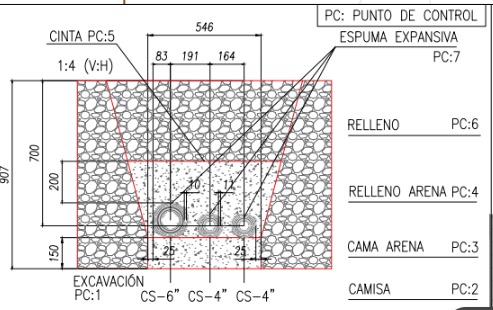 PC: PUNTO DE CONTROL
546
CINTA PC:5
ESPUMA EXPANSIVA
83 191 164
PC:7
1:4 (V:H)
RELLENO PC:6
907
700
200
10 11
RELLENO ARENA PC:4
150
25 25
CAMA ARENA PC:3
EXCAVACIÓN
PC:1
CS-6" CS-4" CS-4"
CAMISA PC:2